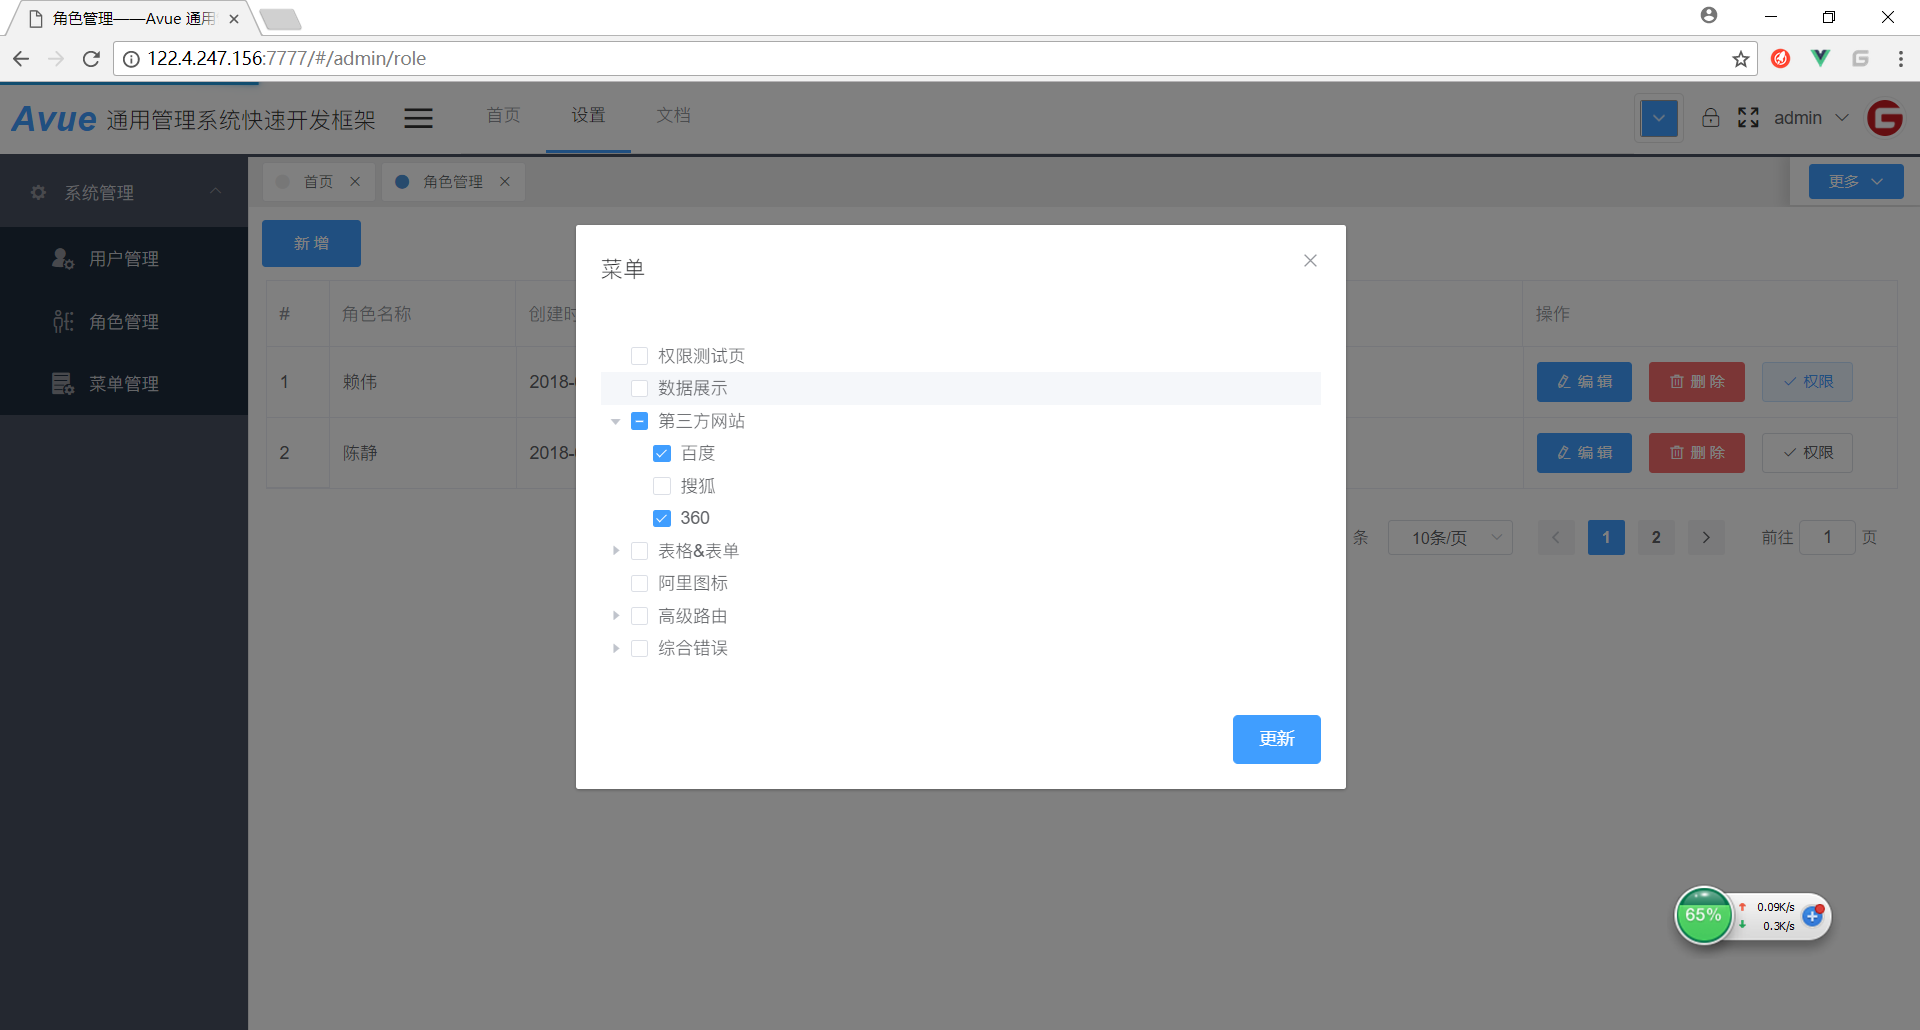 角色管理——Avue 通用
122.4.247.156:7777/#/admin/role
Avue 通用管理系统快速开发框架
首页
设置
文档
admin
系统管理
用户管理
角色管理
菜单管理
首页
角色管理
更多
新 增
# 角色名称 创建时 操作
1 赖伟 2018- 编 辑 删 除 权限
2 陈静 2018- 编 辑 删 除 权限
条 10条/页 1 2 前往 1 页
菜单
权限测试页
数据展示
第三方网站
百度
搜狐
360
表格&表单
阿里图标
高级路由
综合错误
更新
65%
0.09K/s
0.3K/s